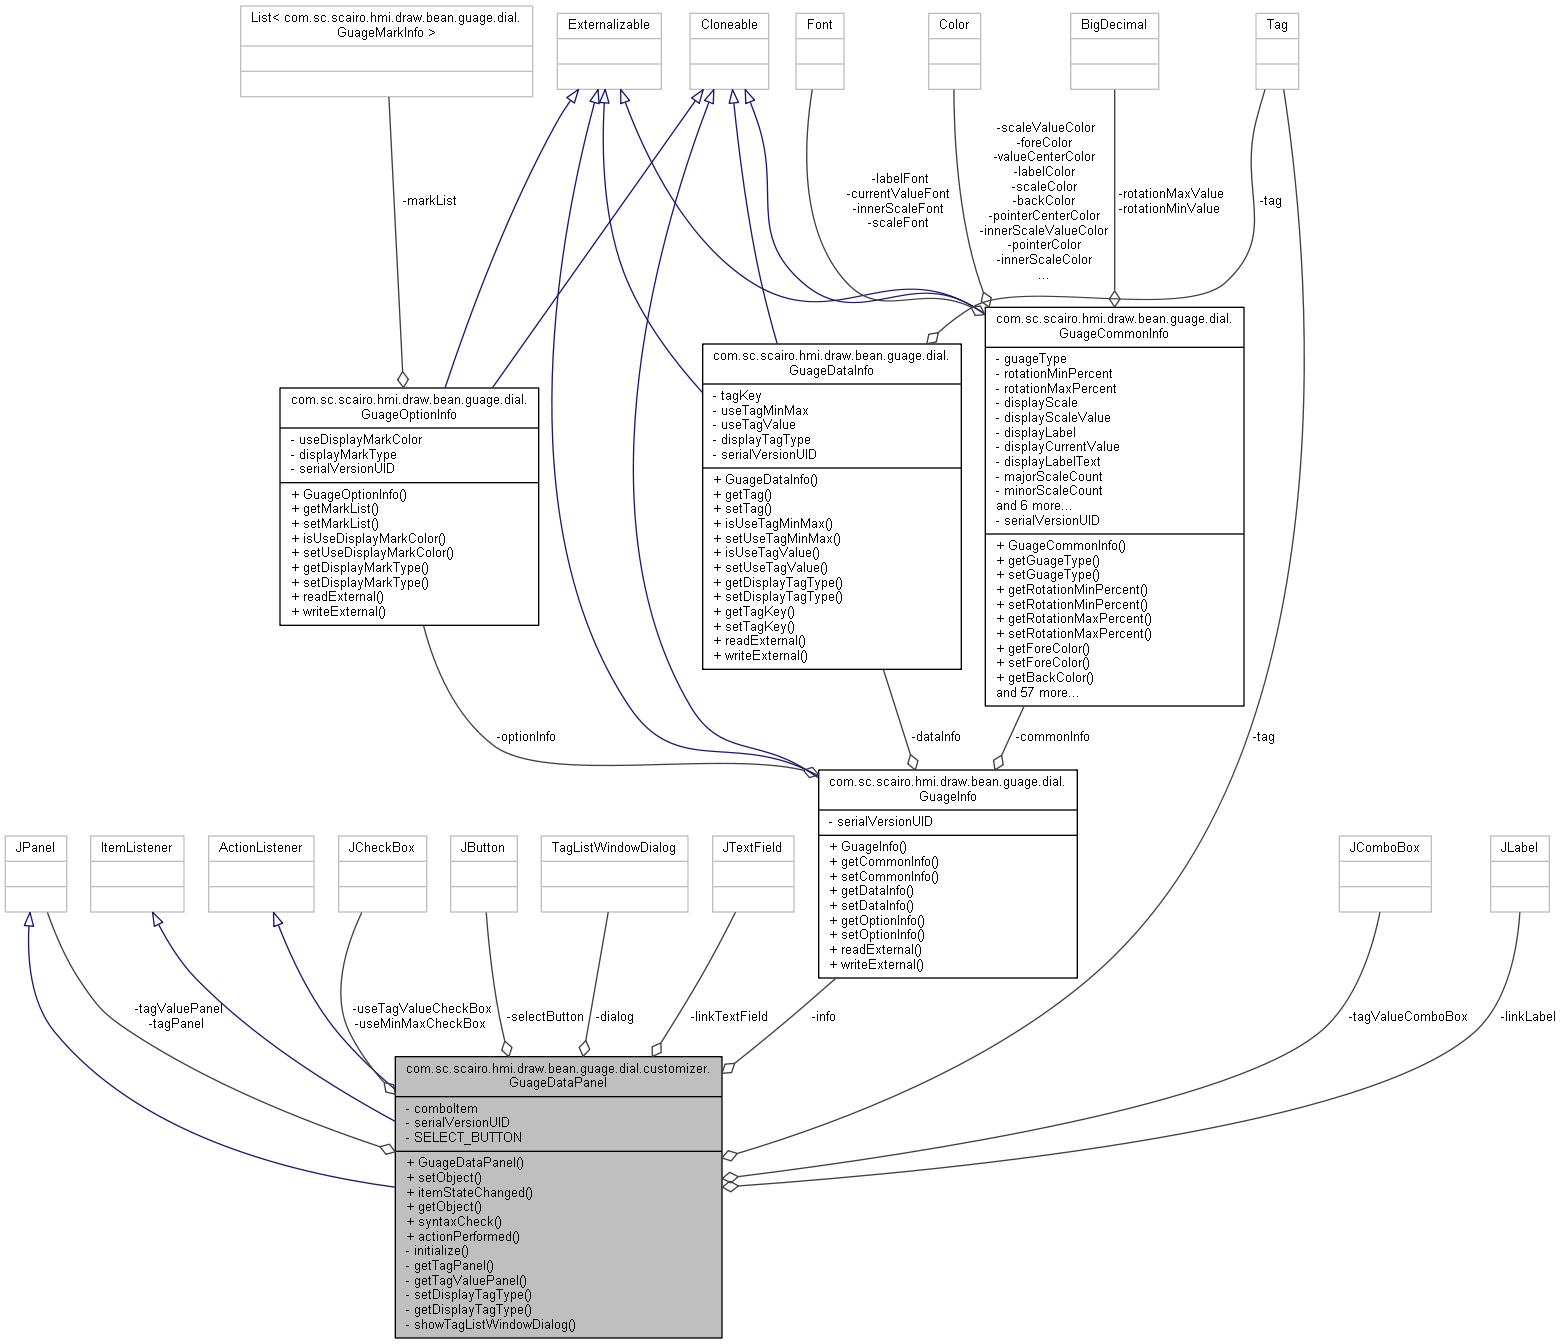 List< com.sc.scairo.hmi.draw.bean.guage.dial.
GuageMarkInfo >
Externalizable
Cloneable
Font
Color
BigDecimal
Tag
-markList
-labelFont
-currentValueFont
-innerScaleFont
-scaleFont
-scaleValueColor
-foreColor
-valueCenterColor
-labelColor
-scaleColor
-backColor
-pointerCenterColor
-innerScaleValueColor
-pointerColor
-innerScaleColor
...
-rotationMaxValue
-rotationMinValue
-tag
com.sc.scairo.hmi.draw.bean.guage.dial.
GuageOptionInfo
- useDisplayMarkColor
- displayMarkType
- serialVersionUID
+ GuageOptionInfo()
+ getMarkList()
+ setMarkList()
+ isUseDisplayMarkColor()
+ setUseDisplayMarkColor()
+ getDisplayMarkType()
+ setDisplayMarkType()
+ readExternal()
+ writeExternal()
com.sc.scairo.hmi.draw.bean.guage.dial.
GuageDataInfo
- tagKey
- useTagMinMax
- useTagValue
- displayTagType
- serialVersionUID
+ GuageDataInfo()
+ getTag()
+ setTag()
+ isUseTagMinMax()
+ setUseTagMinMax()
+ isUseTagValue()
+ setUseTagValue()
+ getDisplayTagType()
+ setDisplayTagType()
+ getTagKey()
+ setTagKey()
+ readExternal()
+ writeExternal()
com.sc.scairo.hmi.draw.bean.guage.dial.
GuageCommonInfo
- guageType
- rotationMinPercent
- rotationMaxPercent
- displayScale
- displayScaleValue
- displayLabel
- displayCurrentValue
- displayLabelText
- majorScaleCount
- minorScaleCount
and 6 more...
- serialVersionUID
+ GuageCommonInfo()
+ getGuageType()
+ setGuageType()
+ getRotationMinPercent()
+ setRotationMinPercent()
+ getRotationMaxPercent()
+ setRotationMaxPercent()
+ getForeColor()
+ setForeColor()
+ getBackColor()
and 57 more...
-optionInfo
-dataInfo
-commonInfo
-tag
com.sc.scairo.hmi.draw.bean.guage.dial.
GuageInfo
- serialVersionUID
+ GuageInfo()
+ getCommonInfo()
+ setCommonInfo()
+ getDataInfo()
+ setDataInfo()
+ getOptionInfo()
+ setOptionInfo()
+ readExternal()
+ writeExternal()
JPanel
ItemListener
ActionListener
JCheckBox
JButton
TagListWindowDialog
JTextField
JComboBox
JLabel
-tagValuePanel
-tagPanel
-useTagValueCheckBox
-useMinMaxCheckBox
-selectButton
-dialog
-linkTextField
-info
-tagValueComboBox
-linkLabel
com.sc.scairo.hmi.draw.bean.guage.dial.customizer.
GuageDataPanel
- comboItem
- serialVersionUID
- SELECT_BUTTON
+ GuageDataPanel()
+ setObject()
+ itemStateChanged()
+ getObject()
+ syntaxCheck()
+ actionPerformed()
- initialize()
- getTagPanel()
- getTagValuePanel()
- setDisplayTagType()
- getDisplayTagType()
- showTagListWindowDialog()